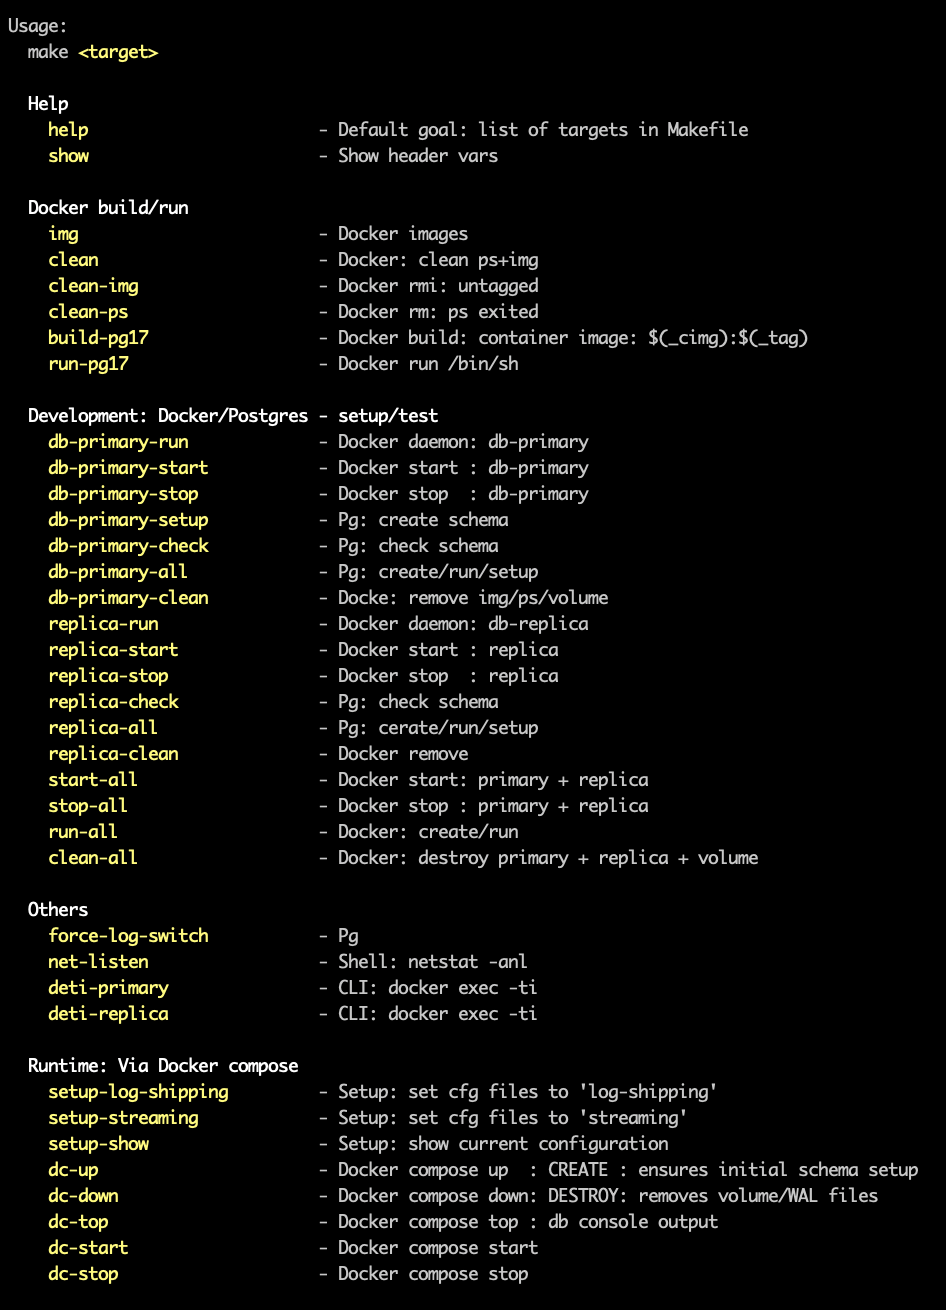 Usage:
  make <target>

  Help
    help                       - Default goal: list of targets in Makefile
    show                       - Show header vars

  Docker build/run
    img                        - Docker images
    clean                      - Docker: clean ps+img
    clean-img                  - Docker rmi: untagged
    clean-ps                   - Docker rm: ps exited
    build-pg17                 - Docker build: container image: $(_cimg):$(_tag)
    run-pg17                   - Docker run /bin/sh

  Development: Docker/Postgres - setup/test
    db-primary-run             - Docker daemon: db-primary
    db-primary-start           - Docker start : db-primary
    db-primary-stop            - Docker stop  : db-primary
    db-primary-setup           - Pg: create schema
    db-primary-check           - Pg: check schema
    db-primary-all             - Pg: create/run/setup
    db-primary-clean           - Docke: remove img/ps/volume
    replica-run                - Docker daemon: db-replica
    replica-start              - Docker start : replica
    replica-stop               - Docker stop  : replica
    replica-check              - Pg: check schema
    replica-all                - Pg: cerate/run/setup
    replica-clean              - Docker remove
    start-all                  - Docker start: primary + replica
    stop-all                   - Docker stop : primary + replica
    run-all                    - Docker: create/run
    clean-all                  - Docker: destroy primary + replica + volume

  Others
    force-log-switch           - Pg
    net-listen                 - Shell: netstat -anl
    deti-primary               - CLI: docker exec -ti
    deti-replica               - CLI: docker exec -ti

  Runtime: Via Docker compose
    setup-log-shipping         - Setup: set cfg files to 'log-shipping'
    setup-streaming            - Setup: set cfg files to 'streaming'
    setup-show                 - Setup: show current configuration
    dc-up                      - Docker compose up  : CREATE : ensures initial schema setup
    dc-down                    - Docker compose down: DESTROY: removes volume/WAL files
    dc-top                     - Docker compose top : db console output
    dc-start                   - Docker compose start
    dc-stop                    - Docker compose stop